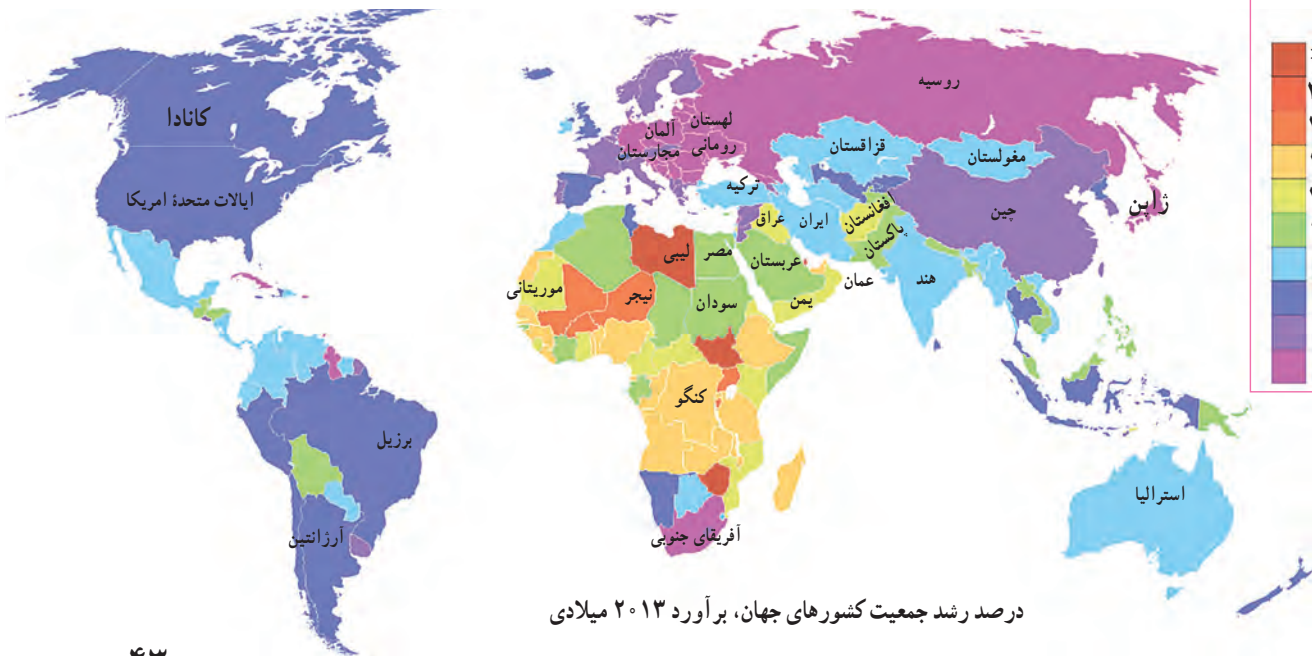 کانادا
ایالات متحدهٔ امریکا
برزیل
آرژانتین
روسیه
لهستان
آلمان
رومانی
مجارستان
قزاقستان
مغولستان
ترکیه
ژاپن
چین
افغانستان
ایران
عراق
پاکستان
لیبی
مصر
عربستان
عمان
هند
موریتانی
نیجر
سودان
یمن
کنگو
استرالیا
آفریقای جنوبی
درصد رشد جمعیت کشورهای جهان، برآورد ۲۰۱۳ میلادی